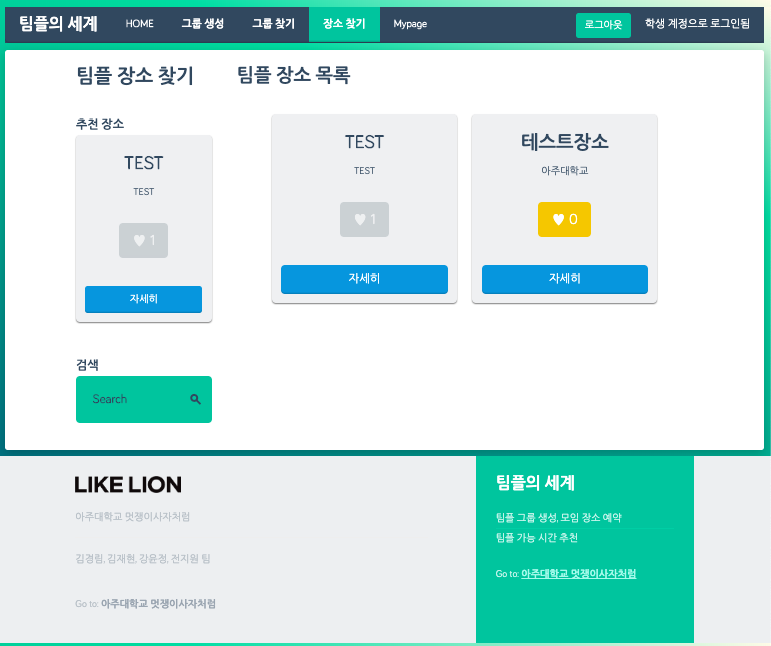 팀플의 세계 HOME 그룹 생성 그룹 찾기 장소 찾기 Mypage 로그아웃 학생 계정으로 로그인됨
팀플 장소 찾기 팀플 장소 목록
추천 장소
TEST
TEST
1
자세히
TEST
TEST
1
자세히
테스트장소
아주대학교
0
자세히
검색
Search
LIKE LION
아주대학교 멋쟁이사자처럼
김경림, 김재현, 강윤경, 전지원 팀
Go to: 아주대학교 멋쟁이사자처럼
팀플의 세계
팀플 그룹 생성, 모임 장소 예약
팀플 가능 시간 추천
Go to: 아주대학교 멋쟁이사자처럼